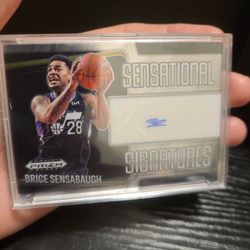 SENSATIONAL
28
PRIZM
BRICE SENSABAUGH
SIGNATURES